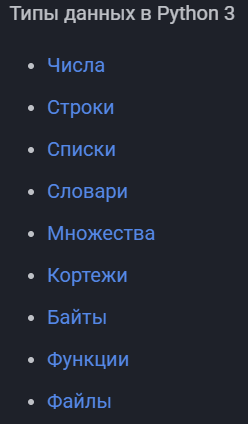 Типы данных в Python 3
Числа
Строки
Списки
Словари
Множества
Кортежи
Байты
Функции
Файлы